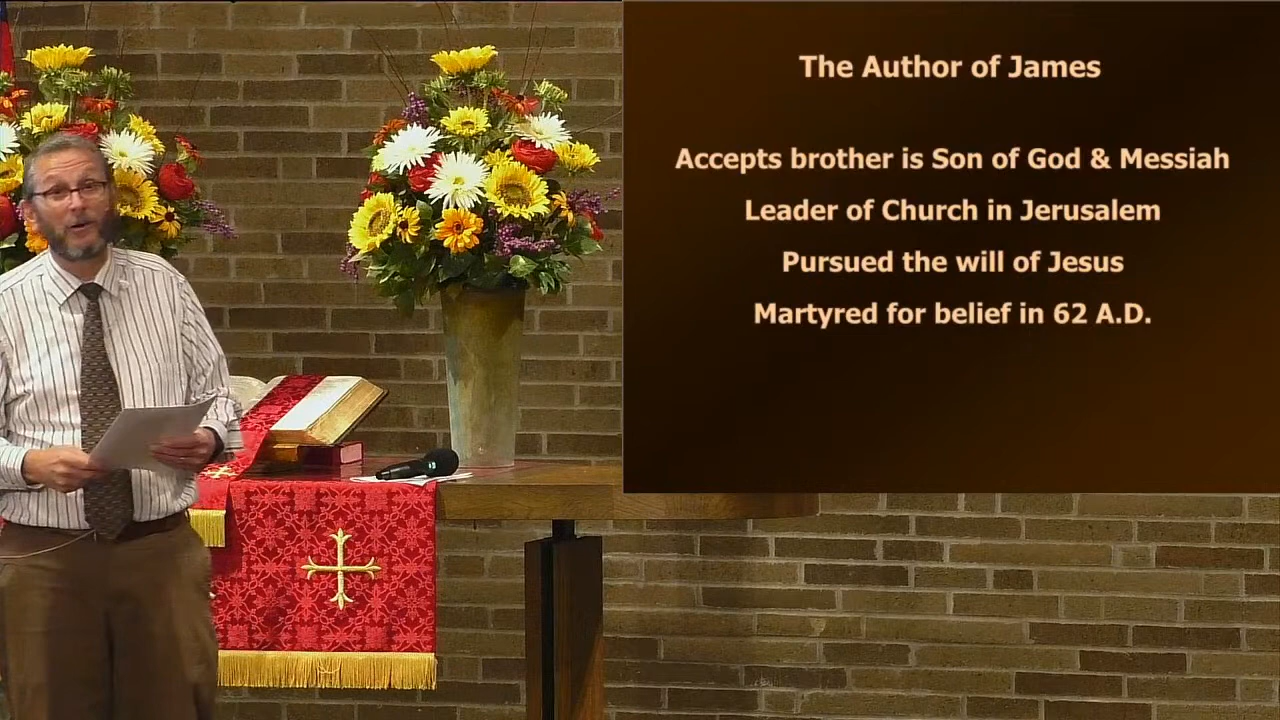 The Author of James
Accepts brother is Son of God & Messiah
Leader of Church in Jerusalem
Pursued the will of Jesus
Martyred for belief in 62 A.D.